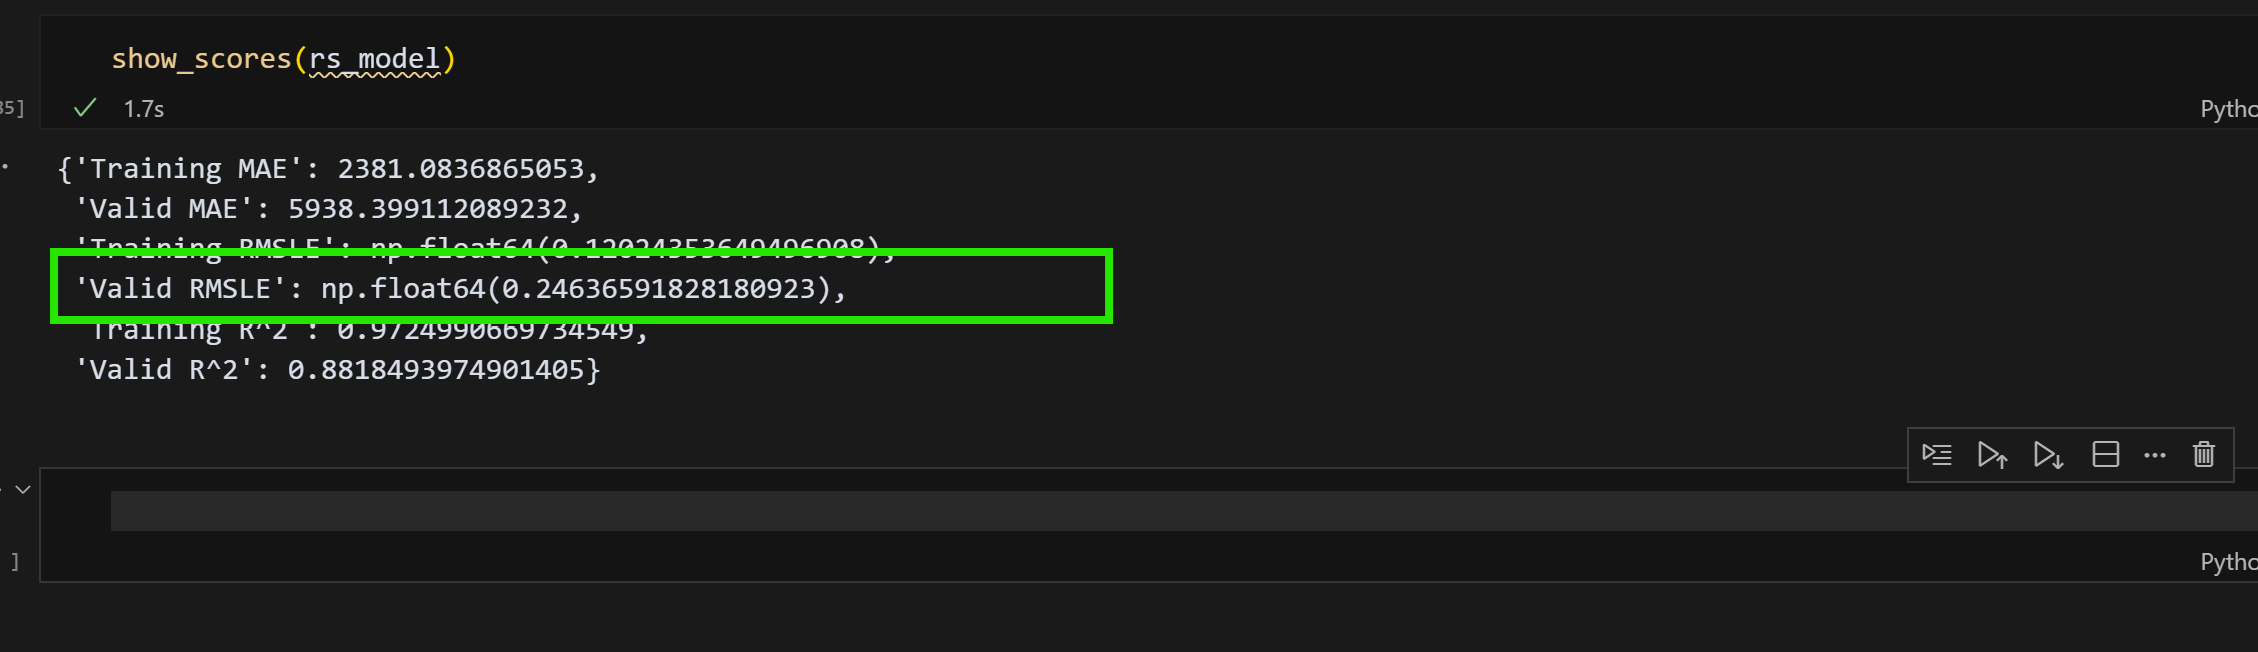 show_scores(rs_model)
35]
1.7s
Pytho
{'Training MAE': 2381.0836865053,
'Valid MAE': 5938.399112089232,
'Training RMSLE': np.float64(0.12024353649496908),
'Valid RMSLE': np.float64(0.24636591828180923),
Training R^2 : 0.9724990669734549,
'Valid R^2': 0.8818493974901405}
]
Pytho